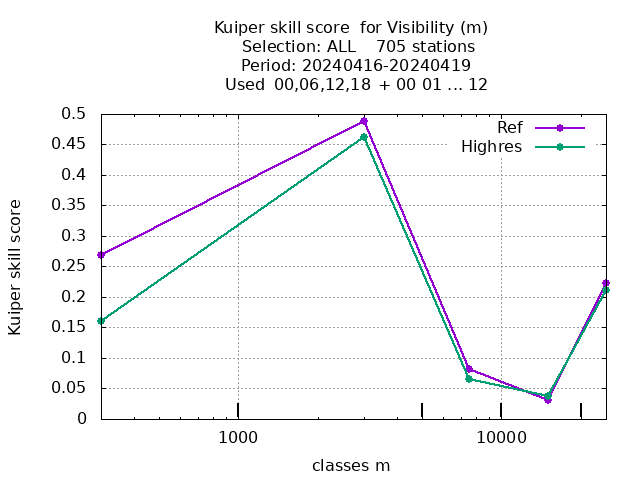 Kuiper skill score  for Visibility (m)
Selection: ALL    705 stations
Period: 20240416-20240419
Used  00,06,12,18 + 00 01 ... 12
Ref
Highres
0.5
0.45
0.4
0.35
0.3
0.25
0.2
0.15
0.1
0.05
0
Kuiper skill score
1000
10000
classes m